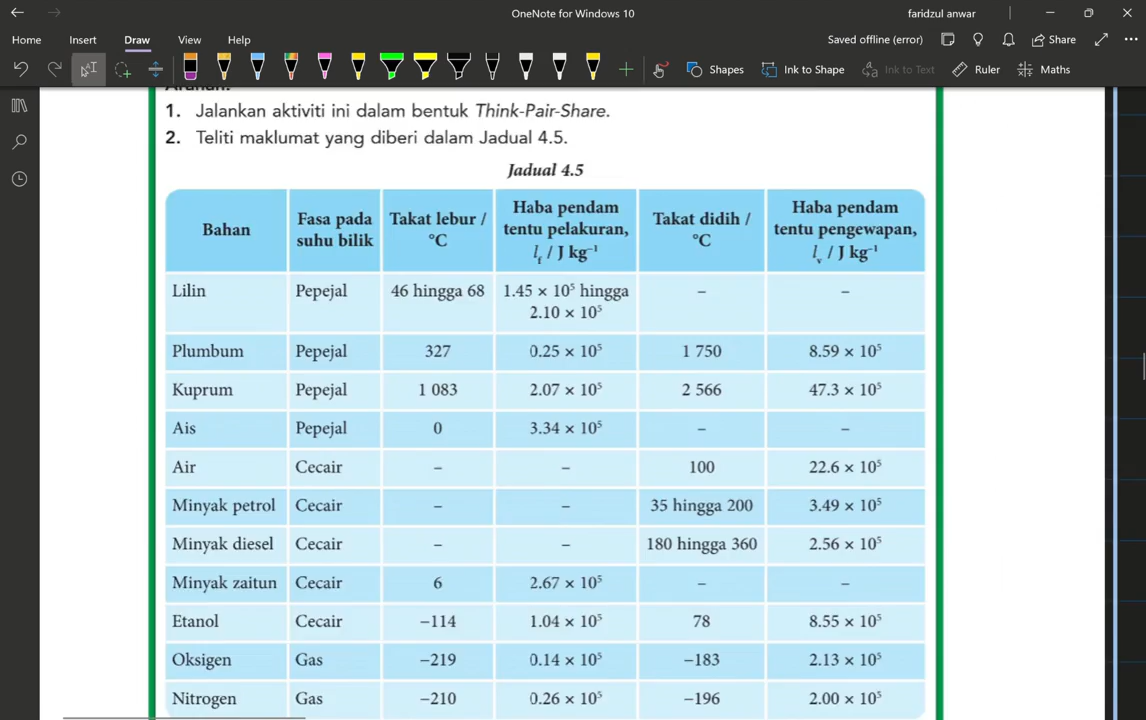 OneNote for Windows 10
faridzul anwar
Home Insert Draw View Help
Saved offline (error)
Share
Shapes
Ink to Shape
Ink to Text
Ruler
Maths
1. Jalankan aktiviti ini dalam bentuk Think-Pair-Share.
2. Teliti maklumat yang diberi dalam Jadual 4.5.
Jadual 4.5
Bahan | Fasa pada suhu bilik | Takat lebur / °C | Haba pendam tentu pelakuran, l_f / J kg⁻¹ | Takat didih / °C | Haba pendam tentu pengewapan, l_v / J kg⁻¹
Lilin | Pepejal | 46 hingga 68 | 1.45 × 10⁵ hingga 2.10 × 10⁵ | – | –
Plumbum | Pepejal | 327 | 0.25 × 10⁵ | 1 750 | 8.59 × 10⁵
Kuprum | Pepejal | 1 083 | 2.07 × 10⁵ | 2 566 | 47.3 × 10⁵
Ais | Pepejal | 0 | 3.34 × 10⁵ | – | –
Air | Cecair | – | – | 100 | 22.6 × 10⁵
Minyak petrol | Cecair | – | – | 35 hingga 200 | 3.49 × 10⁵
Minyak diesel | Cecair | – | – | 180 hingga 360 | 2.56 × 10⁵
Minyak zaitun | Cecair | 6 | 2.67 × 10⁵ | – | –
Etanol | Cecair | −114 | 1.04 × 10⁵ | 78 | 8.55 × 10⁵
Oksigen | Gas | −219 | 0.14 × 10⁵ | −183 | 2.13 × 10⁵
Nitrogen | Gas | −210 | 0.26 × 10⁵ | −196 | 2.00 × 10⁵